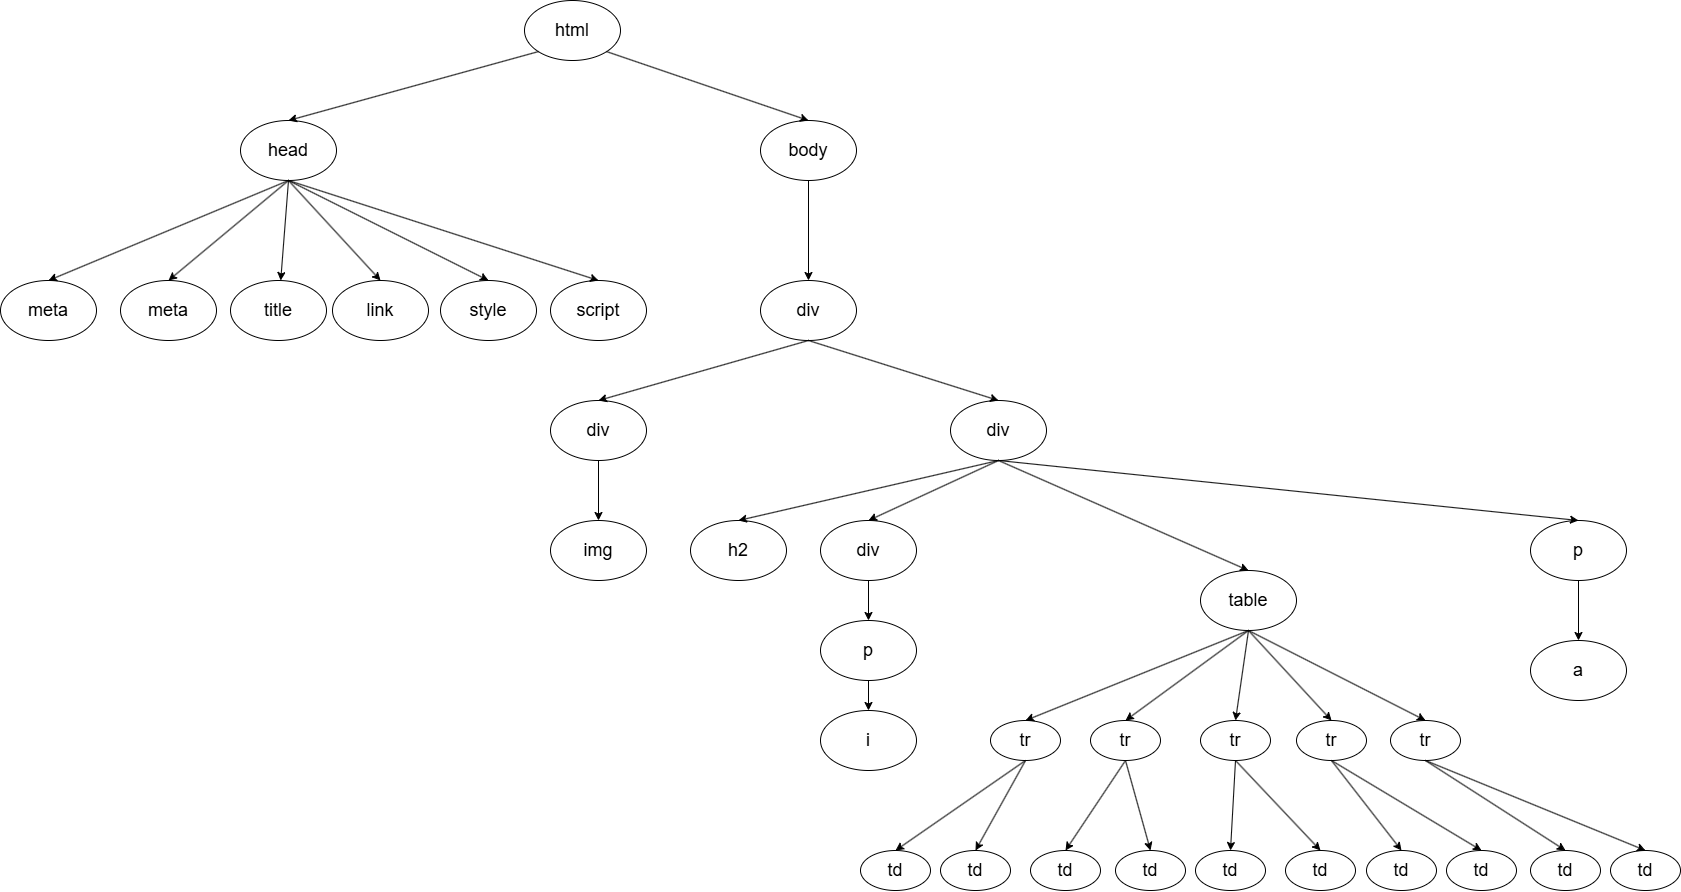 html
head
body
meta
meta
title
link
style
script
div
div
div
img
h2
div
p
table
p
a
i
tr
tr
tr
tr
tr
td
td
td
td
td
td
td
td
td
td